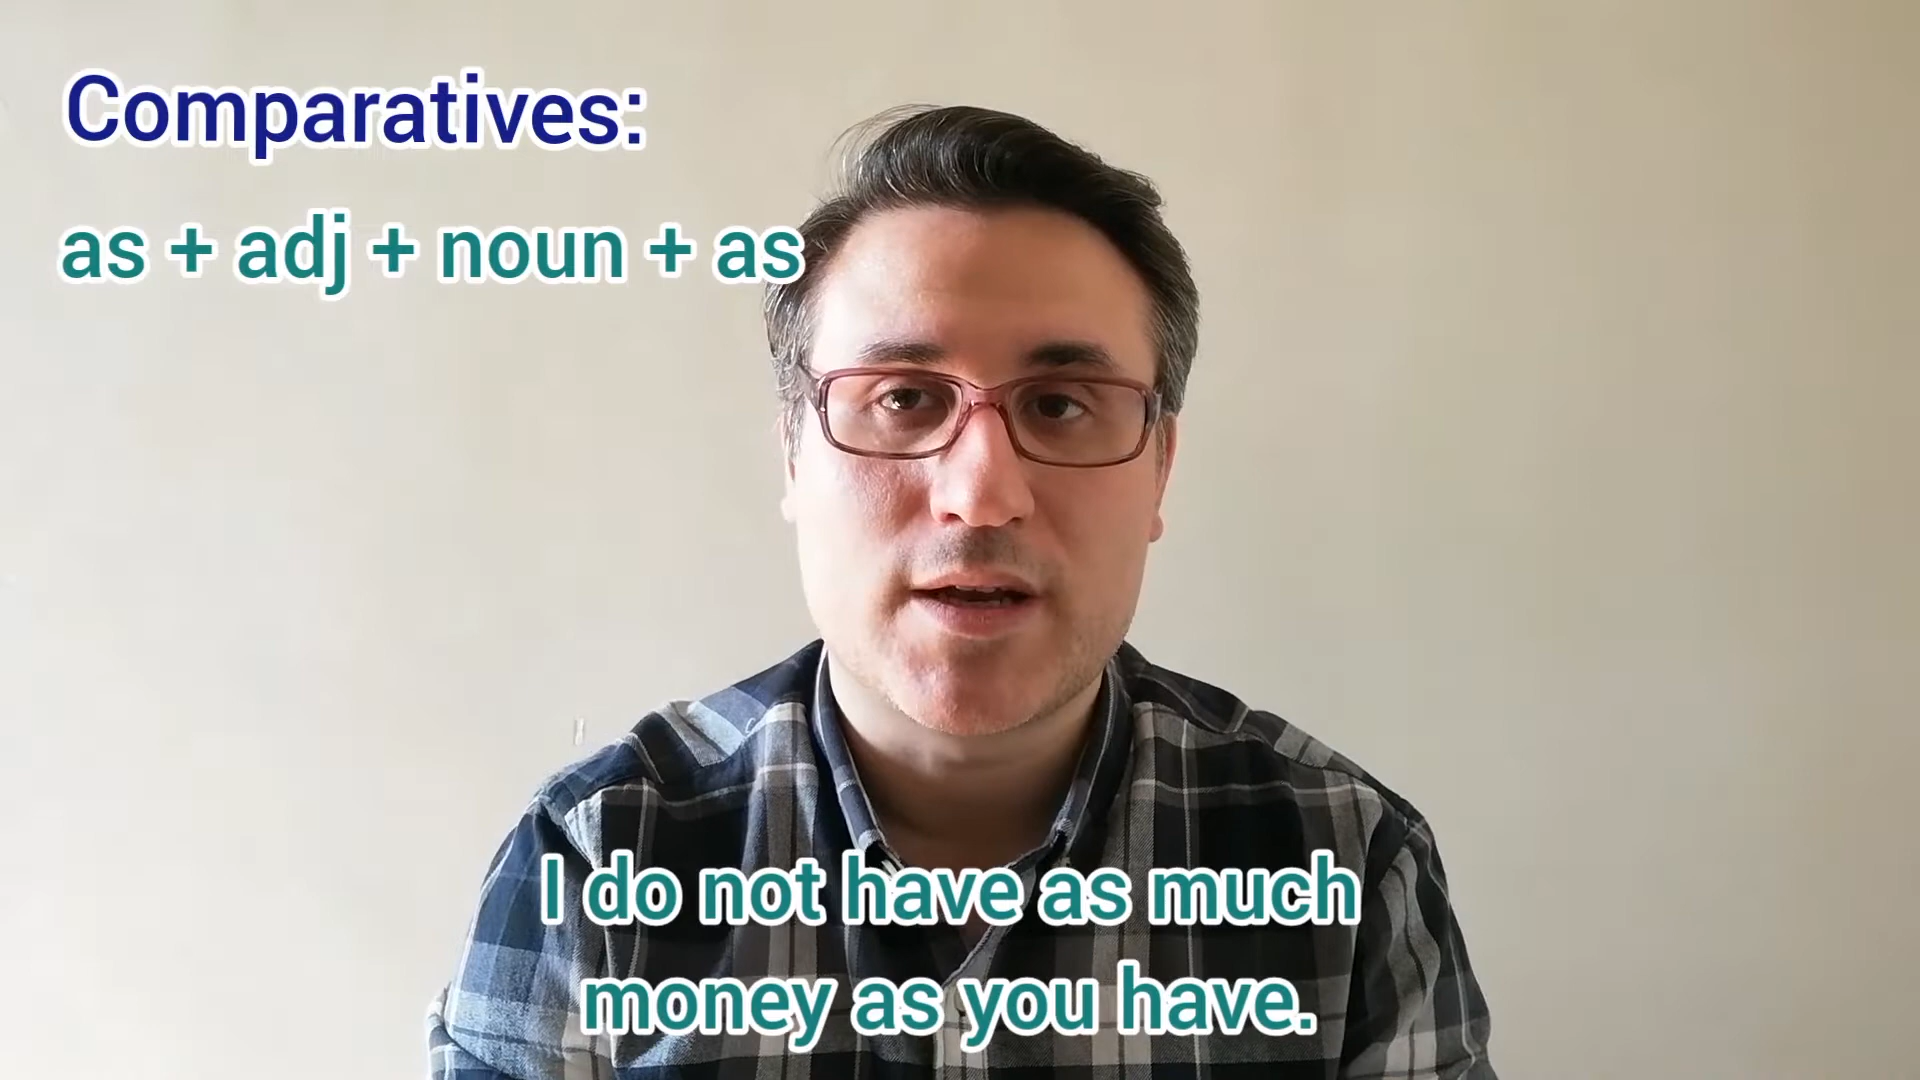 Comparatives:
as + adj + noun + as
I do not have as much
money as you have.